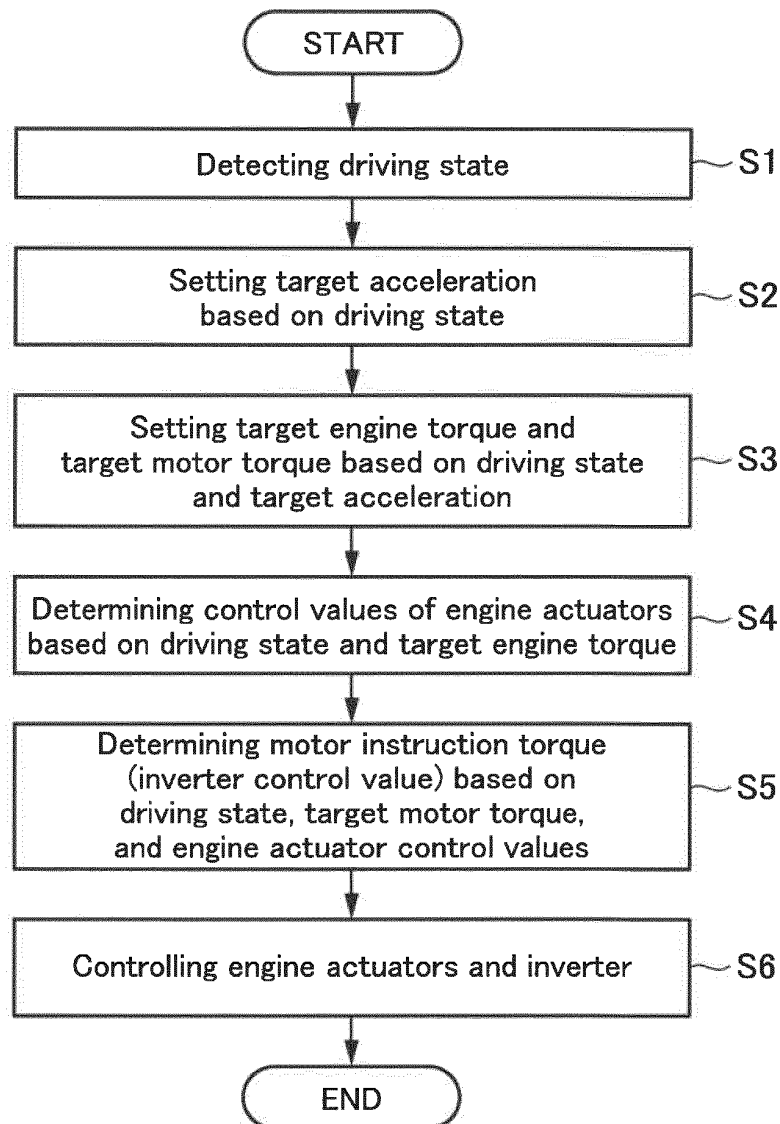 START
Detecting driving state
S1
Setting target acceleration
based on driving state
S2
Setting target engine torque and
target motor torque based on driving state
and target acceleration
S3
Determining control values of engine actuators
based on driving state and target engine torque
S4
Determining motor instruction torque
(inverter control value) based on
driving state, target motor torque,
and engine actuator control values
S5
Controlling engine actuators and inverter
S6
END